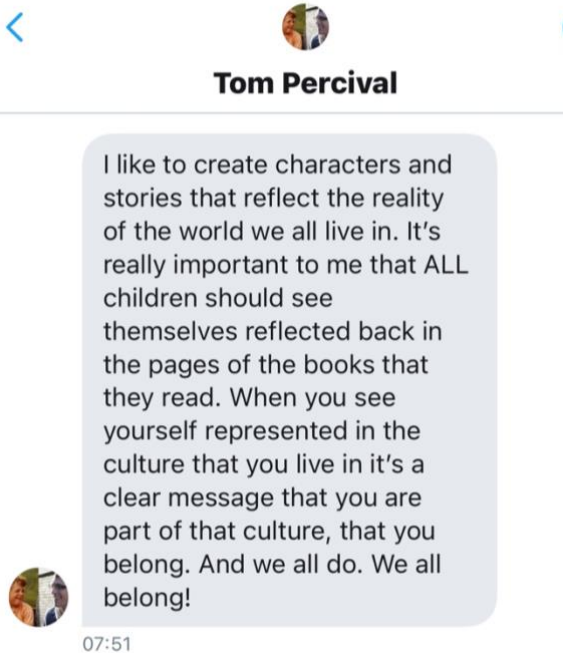 Tom Percival
I like to create characters and
stories that reflect the reality
of the world we all live in. It's
really important to me that ALL
children should see
themselves reflected back in
the pages of the books that
they read. When you see
yourself represented in the
culture that you live in it's a
clear message that you are
part of that culture, that you
belong. And we all do. We all
belong!
07:51